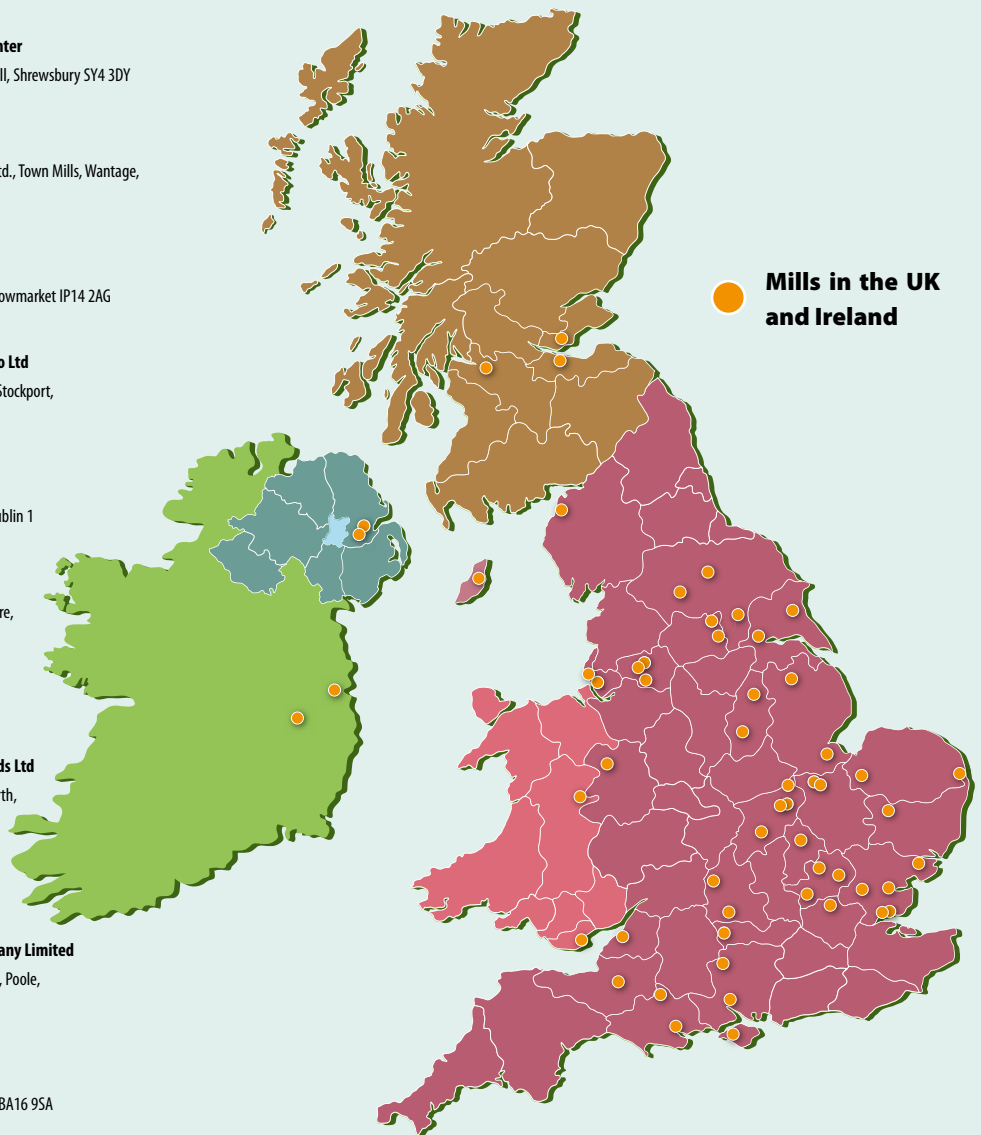 nter
ll, Shrewsbury SY4 3DY
td., Town Mills, Wantage,
owmarket IP14 2AG
o Ltd
Stockport,
ublin 1
re,
ds Ltd
rth,
any Limited
, Poole,
BA16 9SA
Mills in the UK
and Ireland